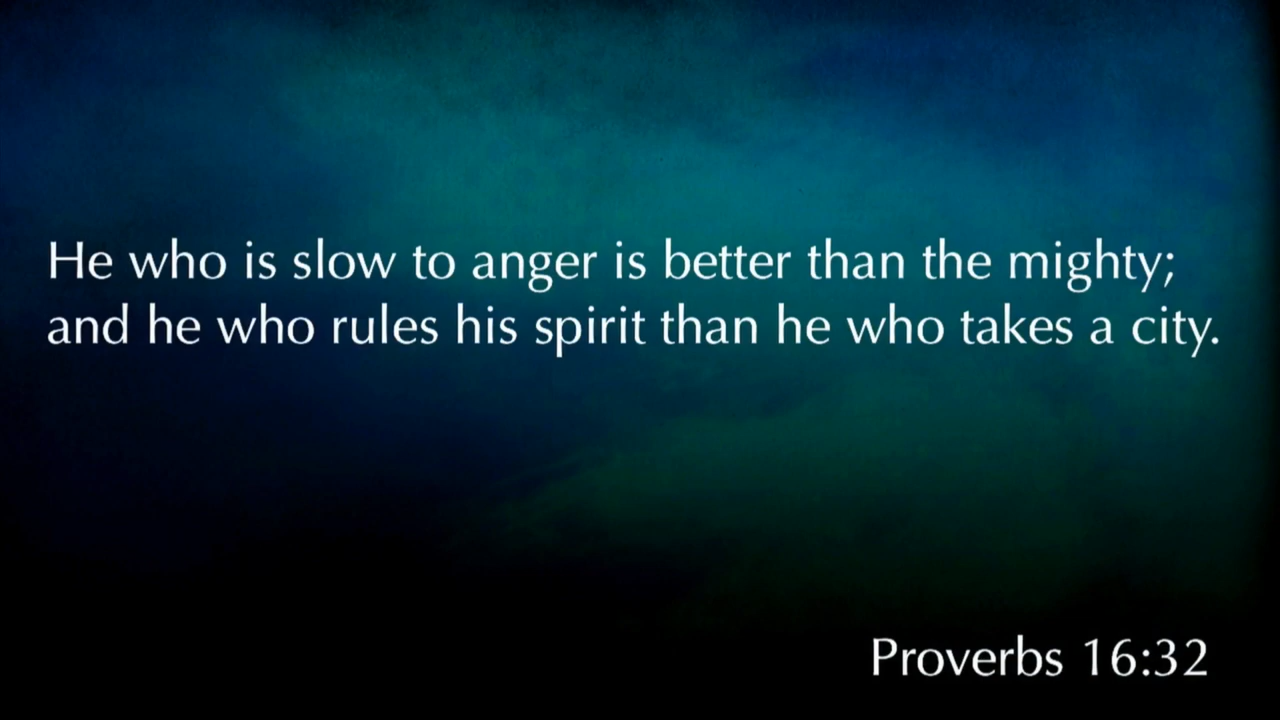 He who is slow to anger is better than the mighty;
and he who rules his spirit than he who takes a city.
Proverbs 16:32